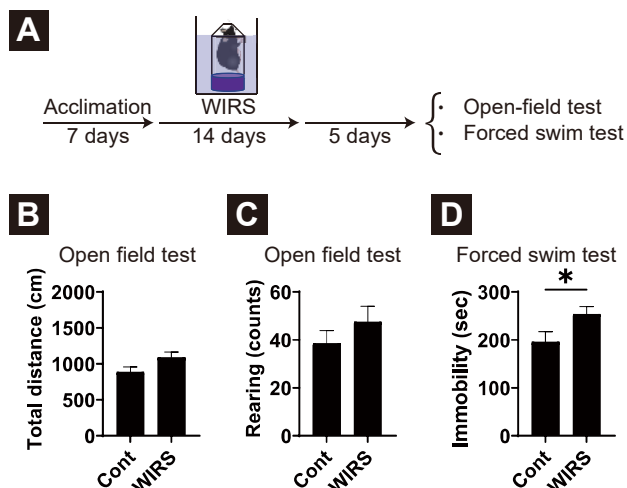 A
Acclimation
7 days
WIRS
14 days
5 days
· Open-field test
· Forced swim test
B
Open field test
Total distance (cm)
2000
1500
1000
500
0
Cont
WIRS
C
Open field test
Rearing (counts)
60
40
20
0
Cont
WIRS
D
Forced swim test
*
Immobility (sec)
300
200
100
0
Cont
WIRS